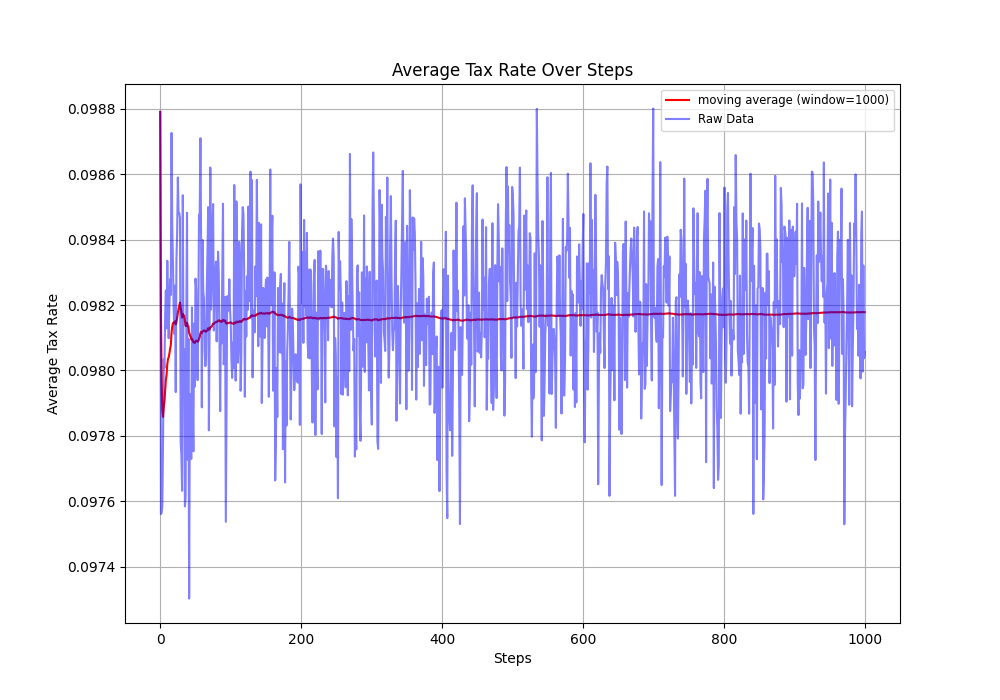 Average Tax Rate Over Steps
moving average (window=1000)
Raw Data
Average Tax Rate
0.0988
0.0986
0.0984
0.0982
0.0980
0.0978
0.0976
0.0974
0
200
400
600
800
1000
Steps